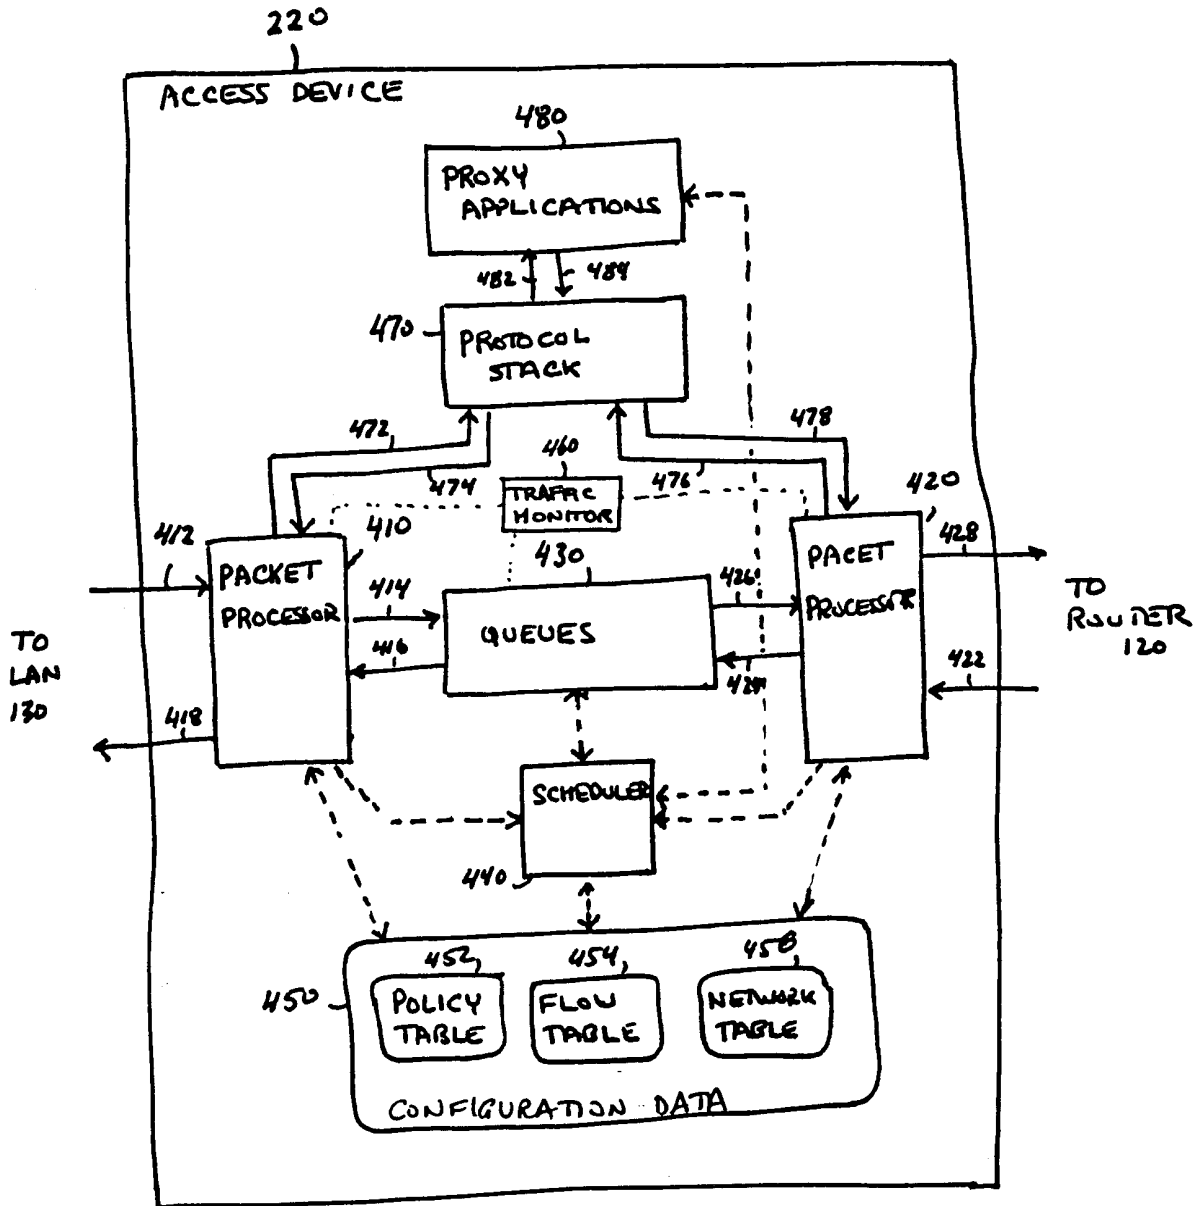 220
ACCESS DEVICE
480
PROXY
APPLICATIONS
482
484
470
PROTOCOL
STACK
472
478
460
474
476
TRAFFIC
MONITOR
420
412
410
428
PACKET
PROCESSOR
430
PACET
PROCESSOR
414
426
TO
ROUTER
120
QUEUES
TO
LAN
130
416
424
422
418
SCHEDULER
440
452
454
450
POLICY
TABLE
FLOW
TABLE
NETWORK
TABLE
CONFIGURATION DATA